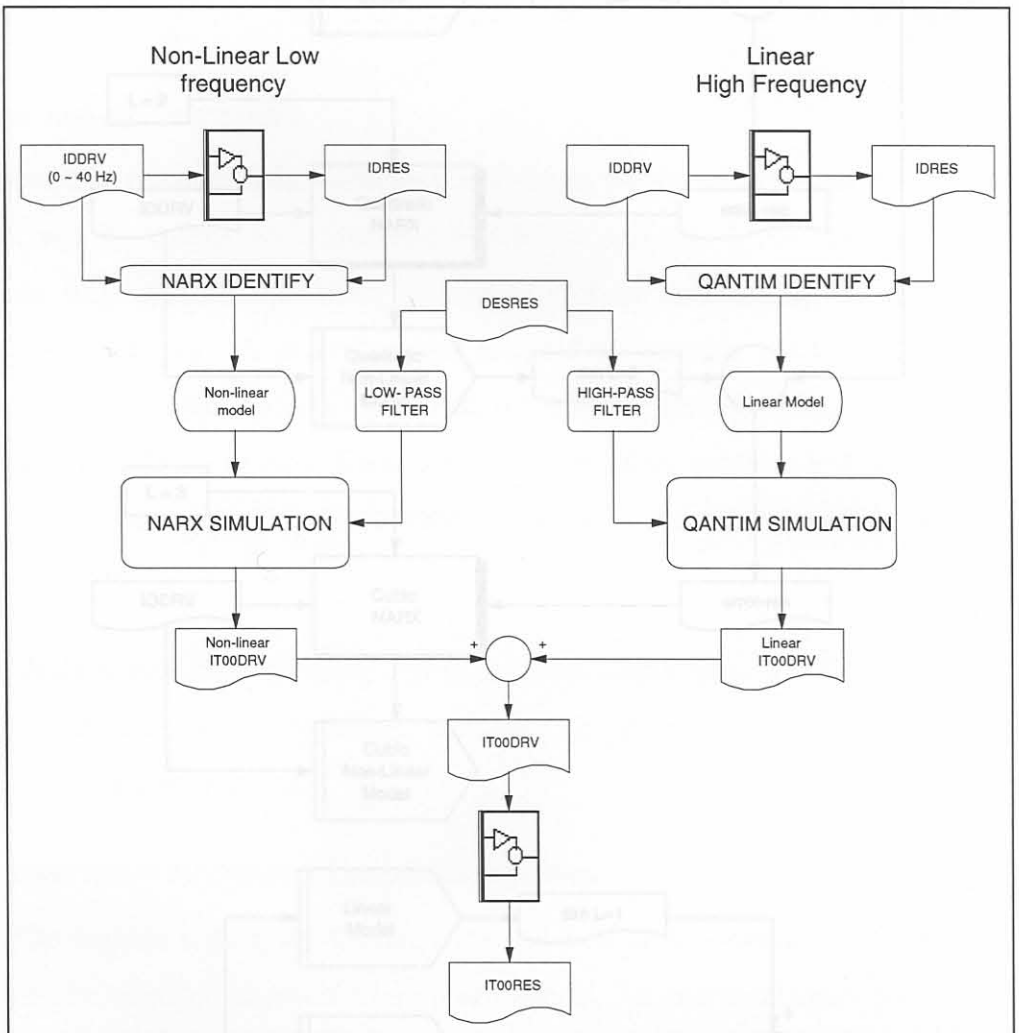 Non-Linear Low
frequency
Linear
High Frequency
IDDRV
(0 ~ 40 Hz)
IDRES
IDDRV
IDRES
NARX IDENTIFY
QANTIM IDENTIFY
DESRES
Non-linear
model
LOW- PASS
FILTER
HIGH-PASS
FILTER
Linear Model
NARX SIMULATION
QANTIM SIMULATION
Non-linear
IT00DRV
+
+
Linear
IT00DRV
IT00DRV
IT00RES